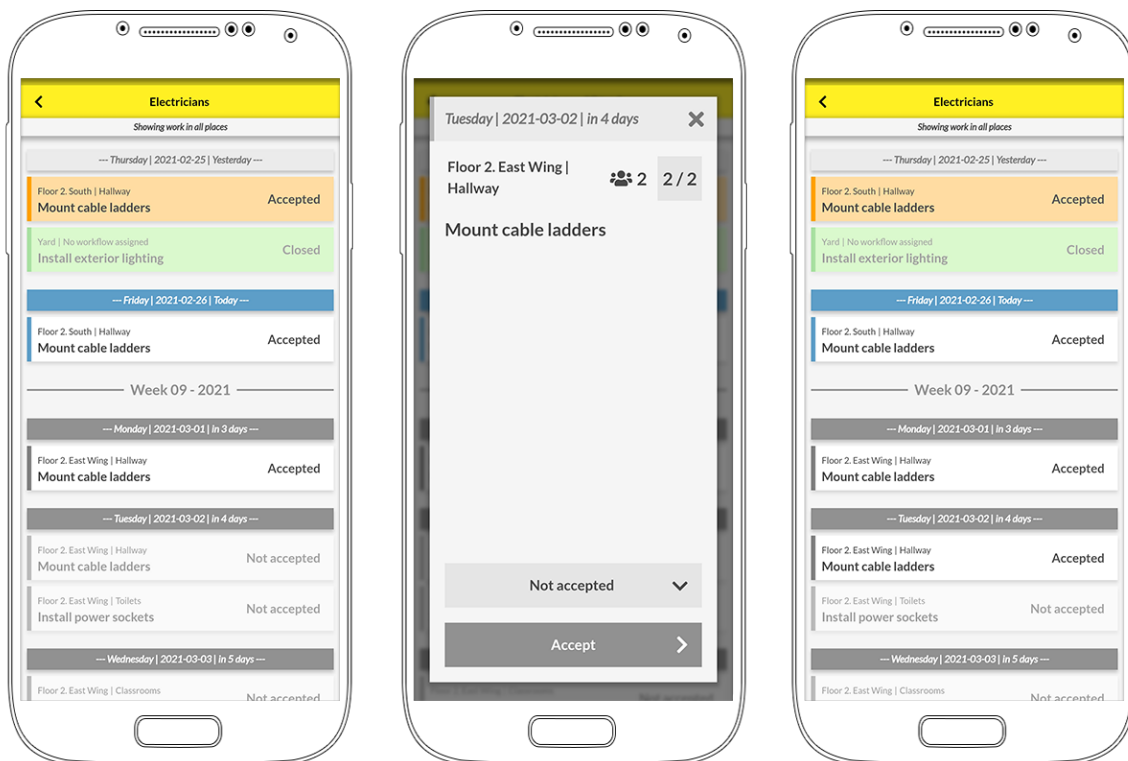 Electricians
Showing work in all places
--- Thursday | 2021-02-25 | Yesterday ---
Floor 2. South | Hallway
Mount cable ladders
Accepted
Yard | No workflow assigned
Install exterior lighting
Closed
--- Friday | 2021-02-26 | Today ---
Floor 2. South | Hallway
Mount cable ladders
Accepted
Week 09 - 2021
--- Monday | 2021-03-01 | in 3 days ---
Floor 2. East Wing | Hallway
Mount cable ladders
Accepted
--- Tuesday | 2021-03-02 | in 4 days ---
Floor 2. East Wing | Hallway
Mount cable ladders
Not accepted
Floor 2. East Wing | Toilets
Install power sockets
Not accepted
--- Wednesday | 2021-03-03 | in 5 days ---
Floor 2. East Wing | Classrooms
Not accepted
Tuesday | 2021-03-02 | in 4 days
Floor 2. East Wing |
Hallway
2
2 / 2
Mount cable ladders
Not accepted
Accept
Electricians
Showing work in all places
--- Thursday | 2021-02-25 | Yesterday ---
Floor 2. South | Hallway
Mount cable ladders
Accepted
Yard | No workflow assigned
Install exterior lighting
Closed
--- Friday | 2021-02-26 | Today ---
Floor 2. South | Hallway
Mount cable ladders
Accepted
Week 09 - 2021
--- Monday | 2021-03-01 | in 3 days ---
Floor 2. East Wing | Hallway
Mount cable ladders
Accepted
--- Tuesday | 2021-03-02 | in 4 days ---
Floor 2. East Wing | Hallway
Mount cable ladders
Accepted
Floor 2. East Wing | Toilets
Install power sockets
Not accepted
--- Wednesday | 2021-03-03 | in 5 days ---
Floor 2. East Wing | Classrooms
Not accepted